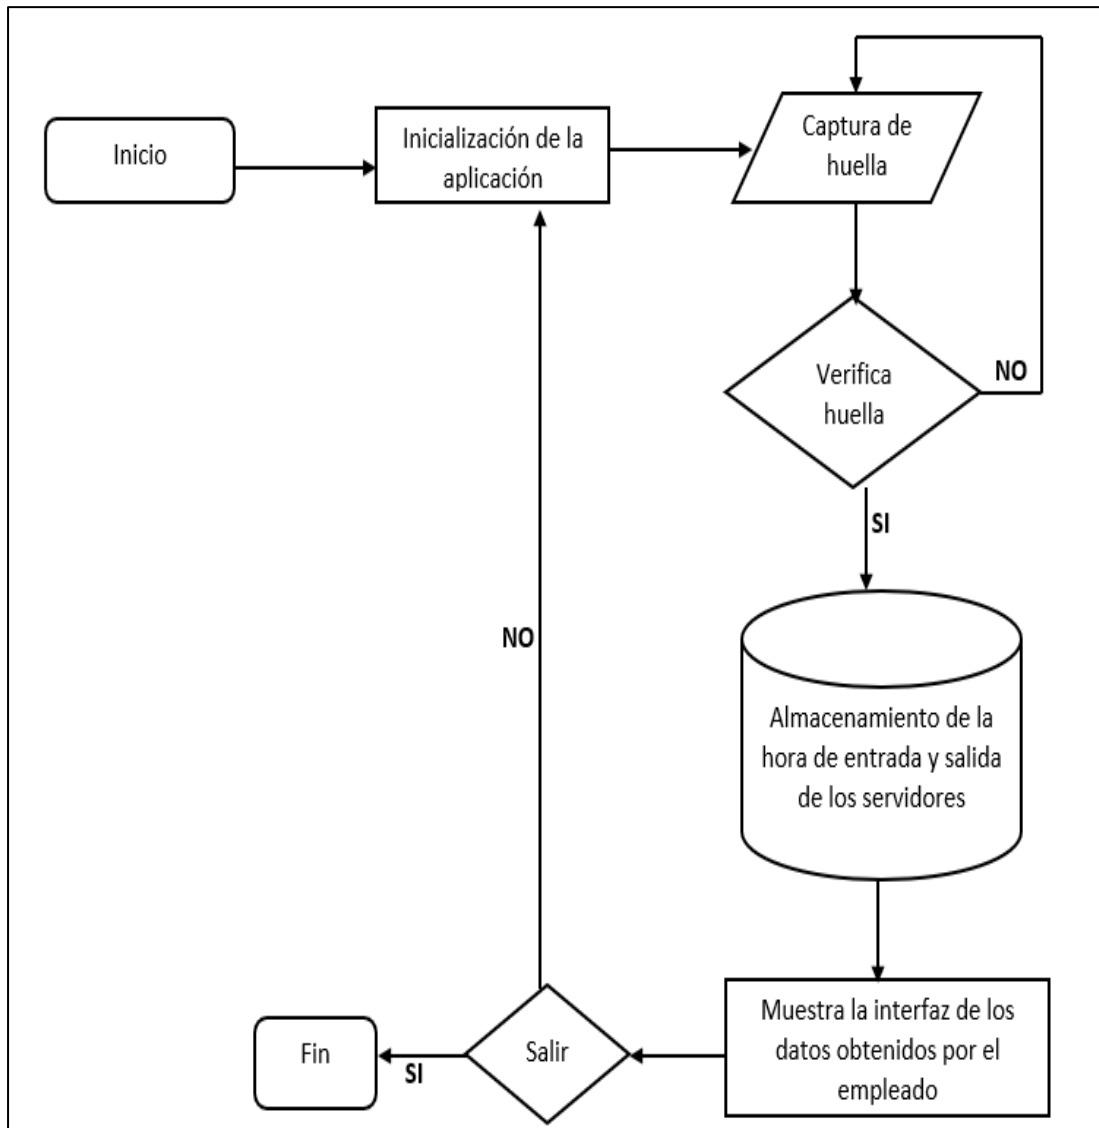 Inicio
Inicialización de la
aplicación
Captura de
huella
Verifica
huella
NO
SI
Almacenamiento de la
hora de entrada y salida
de los servidores
Muestra la interfaz de los
datos obtenidos por el
empleado
Salir
NO
SI
Fin